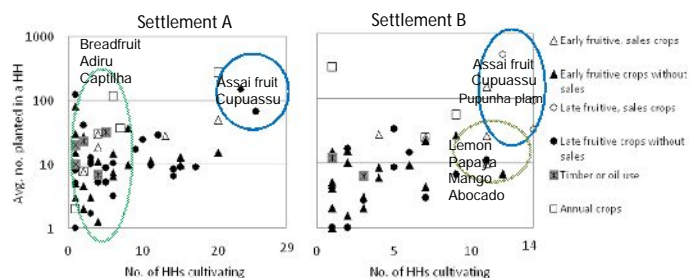 Settlement A
Settlement B
Avg. no. planted in a HH
1000
100
10
1
Breadfruit
Adiru
Captilha
Assai fruit
Cupuassu
0
10
20
29
No. of HHs cultivating
Assai fruit
Cupuassu
Pupunha plam
Lemon
Papaya
Mango
Abocado
0
5
10
14
No. of HHs cultivating
Early fruitive, sales crops
Early fruitive crops without sales
Late fruitive, sales crops
Late fruitive crops without sales
Timber or oil use
Annual crops